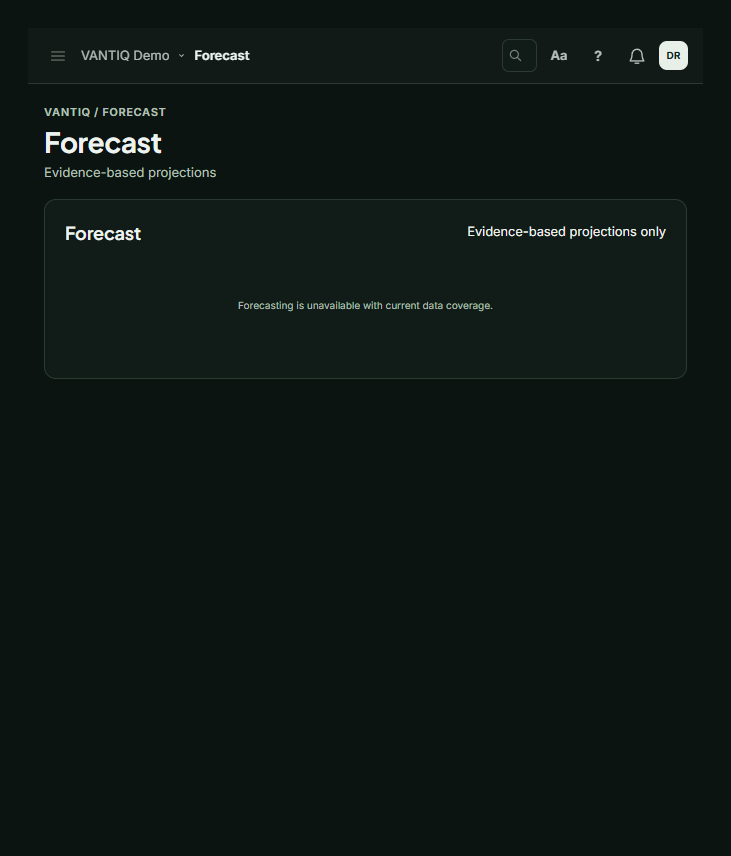 VANTIQ Demo Forecast Aa ? DR
VANTIQ / FORECAST
Forecast
Evidence-based projections
Forecast Evidence-based projections only
Forecasting is unavailable with current data coverage.